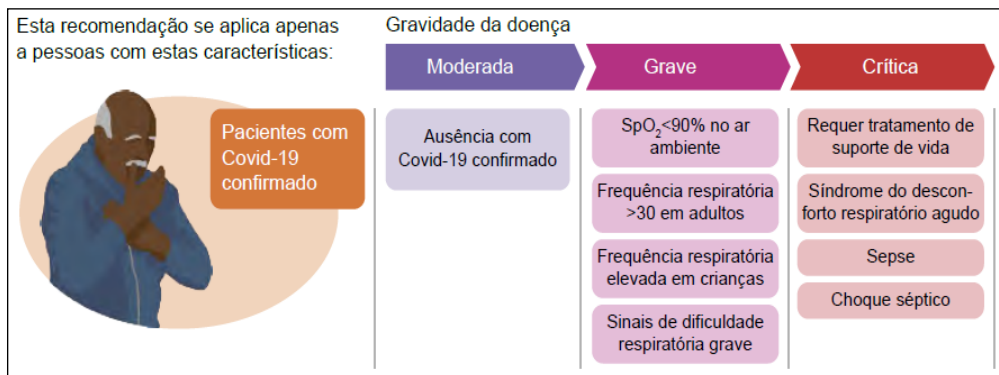 Esta recomendação se aplica apenas
a pessoas com estas características:
Pacientes com
Covid-19
confirmado
Gravidade da doença
Moderada
Grave
Crítica
Ausência com
Covid-19 confirmado
SpO₂<90% no ar
ambiente
Frequência respiratória
>30 em adultos
Frequência respiratória
elevada em crianças
Sinais de dificuldade
respiratória grave
Requer tratamento de
suporte de vida
Síndrome do descon-
forto respiratório agudo
Sepse
Choque séptico